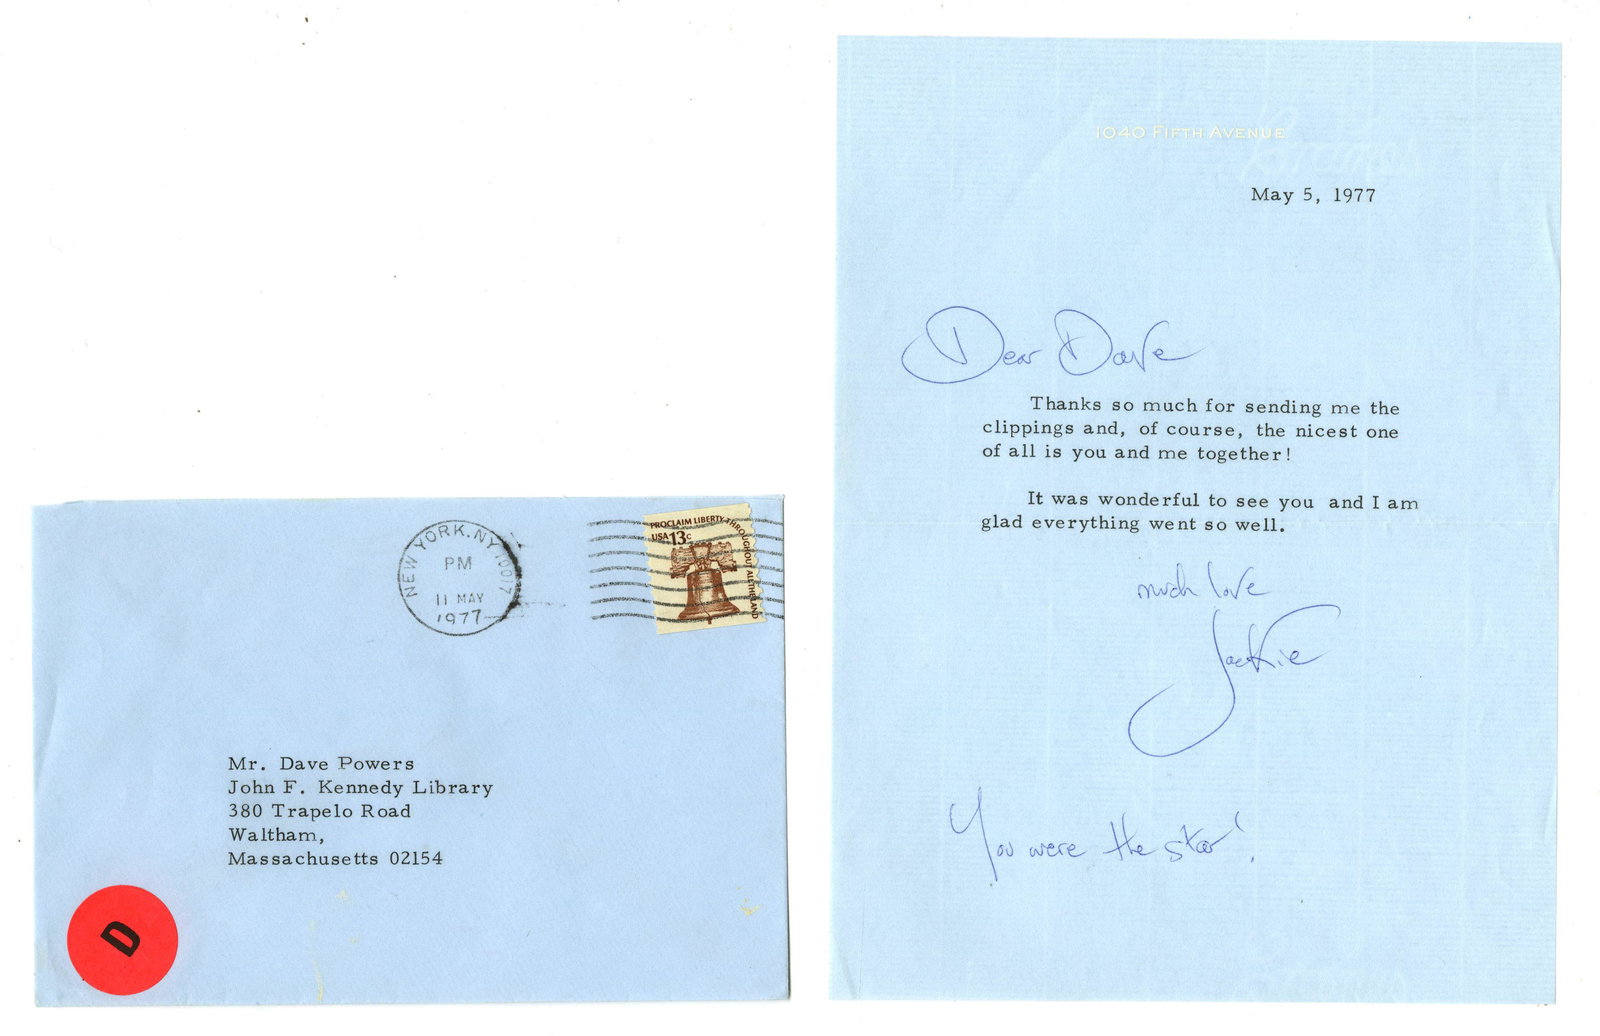 NEW YORK, NY 10017
PM
11 MAY
1977
PROCLAIM LIBERTY THROUGHOUT ALL THE LAND
USA 13c
Mr. Dave Powers
John F. Kennedy Library
380 Trapelo Road
Waltham,
Massachusetts 02154
D
1040 FIFTH AVENUE
May 5, 1977
Dear Dave
Thanks so much for sending me the
clippings and, of course, the nicest one
of all is you and me together!
It was wonderful to see you and I am
glad everything went so well.
much love
Jackie
You were the star!